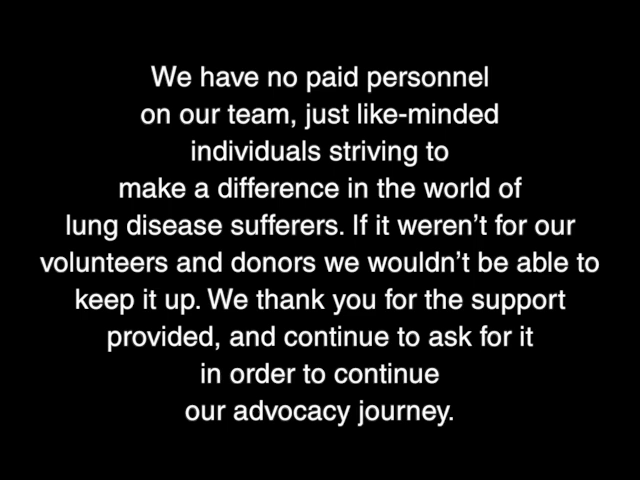 We have no paid personnel
on our team, just like-minded
individuals striving to
make a difference in the world of
lung disease sufferers. If it weren’t for our
volunteers and donors we wouldn’t be able to
keep it up. We thank you for the support
provided, and continue to ask for it
in order to continue
our advocacy journey.